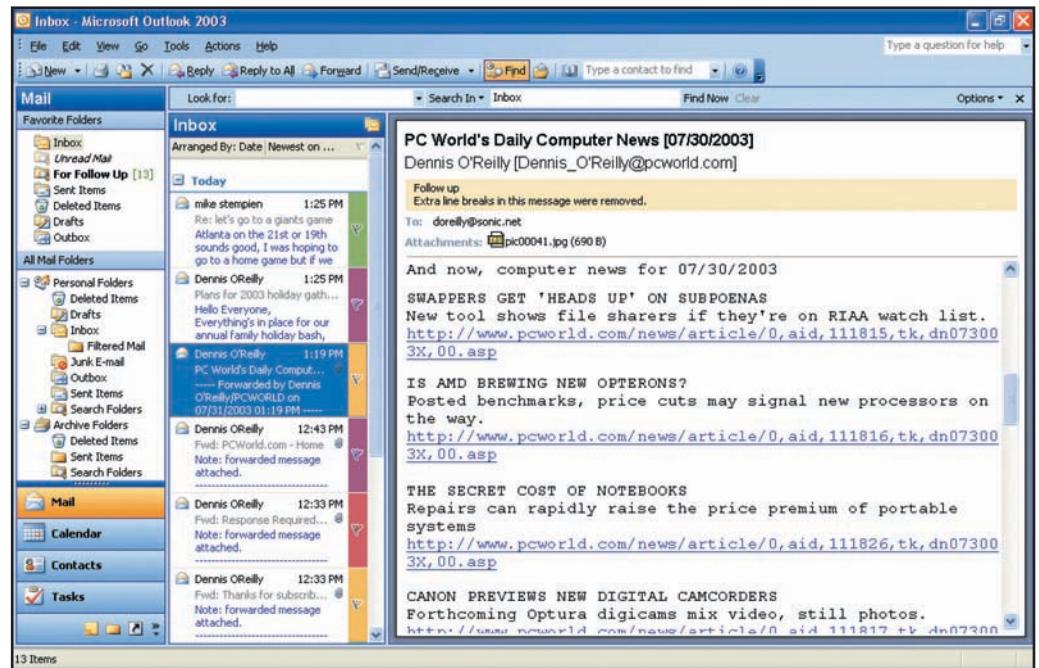 Inbox - Microsoft Outlook 2003
File Edit View Go Tools Actions Help
Type a question for help
New Reply Reply to All Forward Send/Receive Find Type a contact to find
Mail
Look for:
Search In
Inbox
Find Now
Clear
Options
Favorite Folders
Inbox
Unread Mail
For Follow Up [13]
Sent Items
Deleted Items
Drafts
Outbox
All Mail Folders
Personal Folders
Deleted Items
Drafts
Inbox
Filtered Mail
Junk E-mail
Outbox
Sent Items
Search Folders
Archive Folders
Deleted Items
Sent Items
Search Folders
Mail
Calendar
Contacts
Tasks
Inbox
Arranged By: Date Newest on ...
Today
mike stempien 1:25 PM
Re: let's go to a giants game
Atlanta on the 21st or 19th
sounds good, I was hoping to
go to a home game but if we
Dennis OReilly 1:25 PM
Plans for 2003 holiday gath...
Hello Everyone,
Everything's in place for our
annual family holiday bash,
Dennis O'Reilly 1:19 PM
PC World's Daily Comput...
----- Forwarded by Dennis
O'Reilly/PCWORLD on
07/31/2003 01:19 PM -----
Dennis OReilly 12:43 PM
Fwd: PCWorld.com - Home
Note: forwarded message
attached.
Dennis OReilly 12:33 PM
Fwd: Response Required...
Note: forwarded message
attached.
Dennis OReilly 12:33 PM
Fwd: Thanks for subscrib...
Note: forwarded message
attached.
PC World's Daily Computer News [07/30/2003]
Dennis O'Reilly [Dennis_O'Reilly@pcworld.com]
Follow up
Extra line breaks in this message were removed.
To: doreilly@sonic.net
Attachments: pic00041.jpg (690 B)
And now, computer news for 07/30/2003
SWAPPERS GET 'HEADS UP' ON SUBPOENAS
New tool shows file sharers if they're on RIAA watch list.
http://www.pcworld.com/news/article/0,aid,111815,tk,dn07300
3X,00.asp
IS AMD BREWING NEW OPTERONS?
Posted benchmarks, price cuts may signal new processors on
the way.
http://www.pcworld.com/news/article/0,aid,111816,tk,dn07300
3X,00.asp
THE SECRET COST OF NOTEBOOKS
Repairs can rapidly raise the price premium of portable
systems
http://www.pcworld.com/news/article/0,aid,111826,tk,dn07300
3X,00.asp
CANON PREVIEWS NEW DIGITAL CAMCORDERS
Forthcoming Optura digicams mix video, still photos.
http://www.pcworld.com/news/article/0,aid,111817,tk,dn07300
13 Items